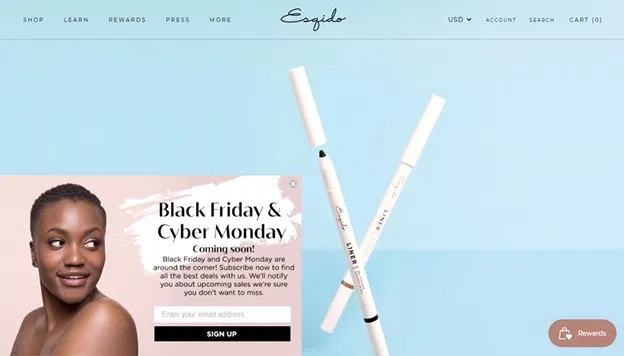 SHOP LEARN REWARDS PRESS MORE
Esqido
USD ACCOUNT SEARCH CART (0)
Black Friday &
Cyber Monday
Coming soon!
Black Friday and Cyber Monday are
around the corner! Subscribe now to find
all the best deals with us. We'll notify
you about upcoming sales we're sure
you don't want to miss.
Enter your email address
SIGN UP
Esqido
LINER
Esqido
LINER
Rewards